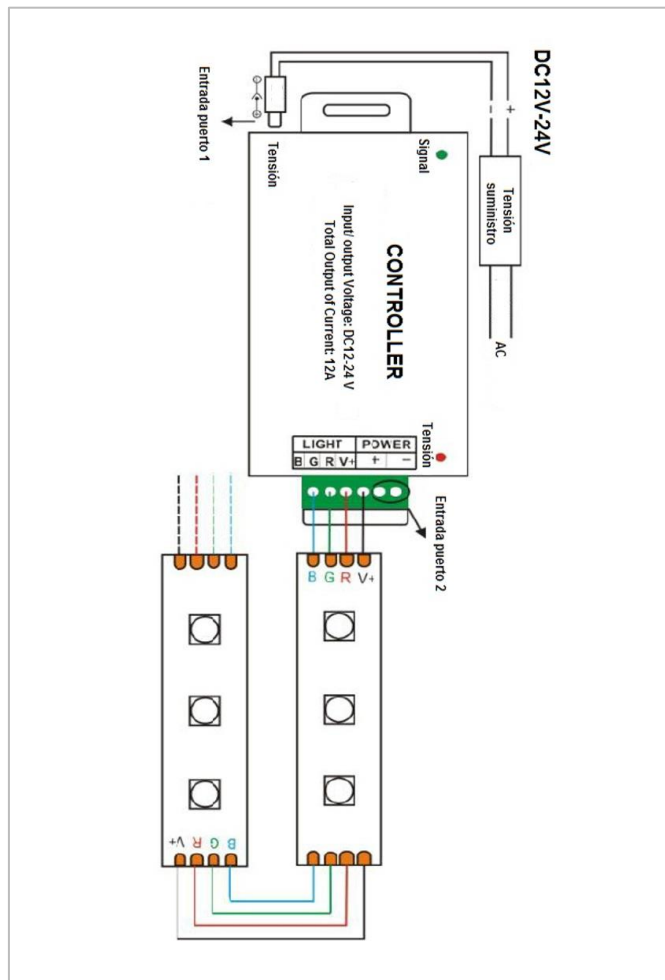 DC12V-24V
+
-
Tensión
suministro
AC
Entrada puerto 1
Tensión
Signal
CONTROLLER
Input/ output Voltage: DC12-24 V
Total Output of Current: 12A
Tensión
LIGHT POWER
B G R V+ + -
Entrada puerto 2
B G R V+
V+ R G B